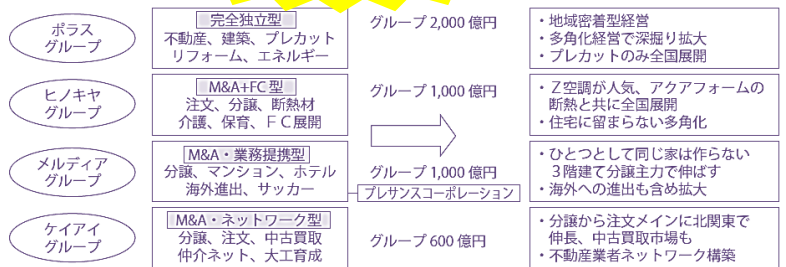 ポラス
グループ
完全独立型
不動産、建築、プレカット
リフォーム、エネルギー
グループ 2,000 億円
・地域密着型経営
・多角化経営で深掘り拡大
・プレカットのみ全国展開
ヒノキヤ
グループ
M&A+FC 型
注文、分譲、断熱材
介護、保育、ＦＣ展開
グループ 1,000 億円
・Ｚ空調が人気、アクアフォームの
断熱と共に全国展開
・住宅に留まらない多角化
メルディア
グループ
M&A・業務提携型
分譲、マンション、ホテル
海外進出、サッカー
グループ 1,000 億円
プレサンスコーポレーション
・ひとつとして同じ家は作らない
３階建て分譲主力で伸ばす
・海外への進出も含め拡大
ケイアイ
グループ
M&A・ネットワーク型
分譲、注文、中古買取
仲介ネット、大工育成
グループ 600 億円
・分譲から注文メインに北関東で
伸長、中古買取市場も
・不動産業者ネットワーク構築